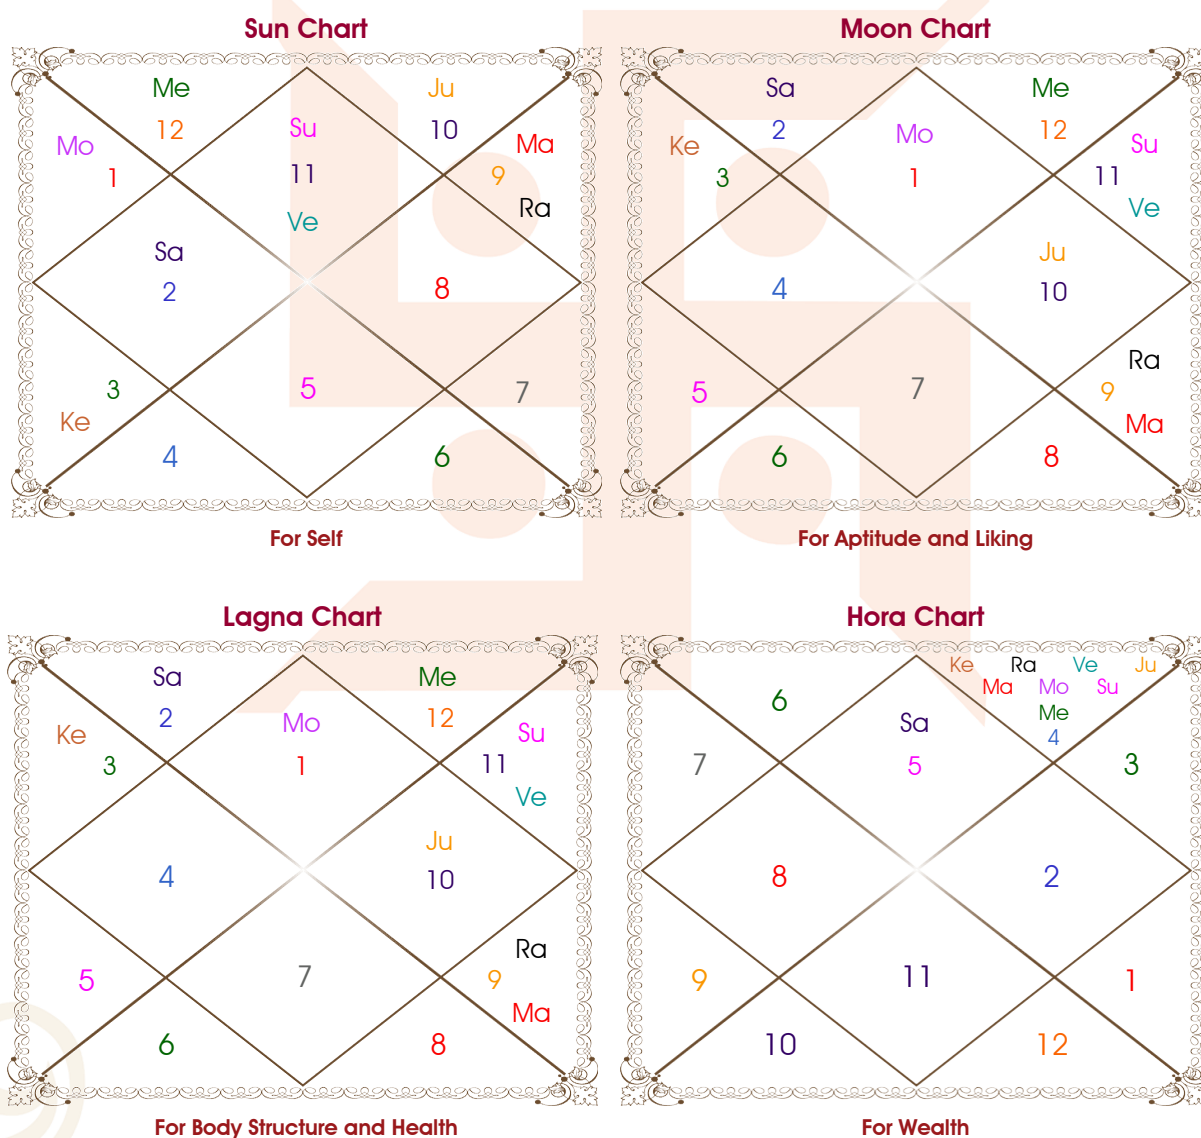 Sun Chart
Me
Ju
12
Su
10
Mo
Ma
1
11
9
Ve
Ra
Sa
2
8
3
5
7
Ke
4
6
For Self
Moon Chart
Sa
Me
2
Mo
12
Ke
Su
3
1
11
Ve
Ju
4
10
Ra
5
7
9
Ma
6
8
For Aptitude and Liking
Lagna Chart
Sa
Me
2
Mo
12
Ke
Su
3
1
11
Ve
Ju
4
10
Ra
5
7
9
Ma
6
8
For Body Structure and Health
Hora Chart
Ke Ra Ve Ju
Ma Mo Su
6
Me
Sa
4
7
5
3
8
2
9
11
1
10
12
For Wealth